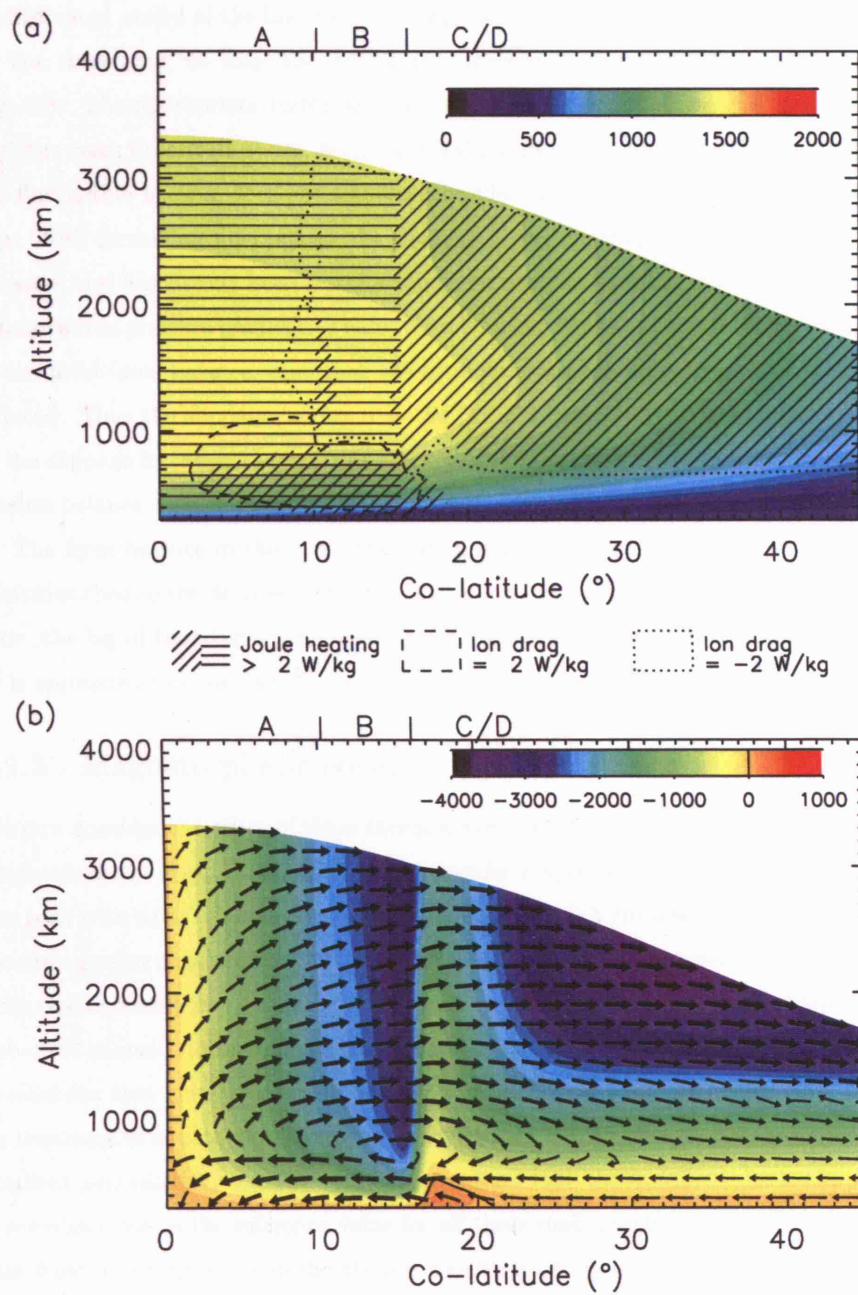 (a)
A | B | C/D
4000
3000
2000
1000
Altitude (km)
0 500 1000 1500 2000
0 10 20 30 40
Co-latitude (°)
Joule heating
> 2 W/kg
Ion drag
= 2 W/kg
Ion drag
= -2 W/kg
(b)
A | B | C/D
4000
3000
2000
1000
Altitude (km)
-4000 -3000 -2000 -1000 0 1000
0 10 20 30 40
Co-latitude (°)